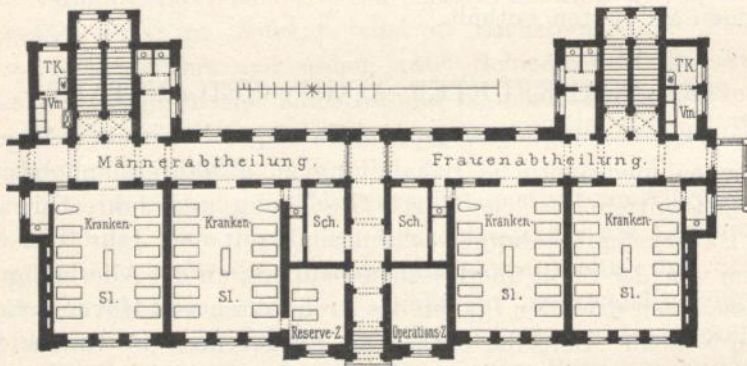 TK.
Vm
TK.
Vm.
Männerabtheilung.
Frauenabtheilung.
Kranken-
Sl.
Kranken-
Sl.
Sch.
Sch.
Kranken-
Sl.
Kranken-
Sl.
Reserve-Z.
Operations-Z